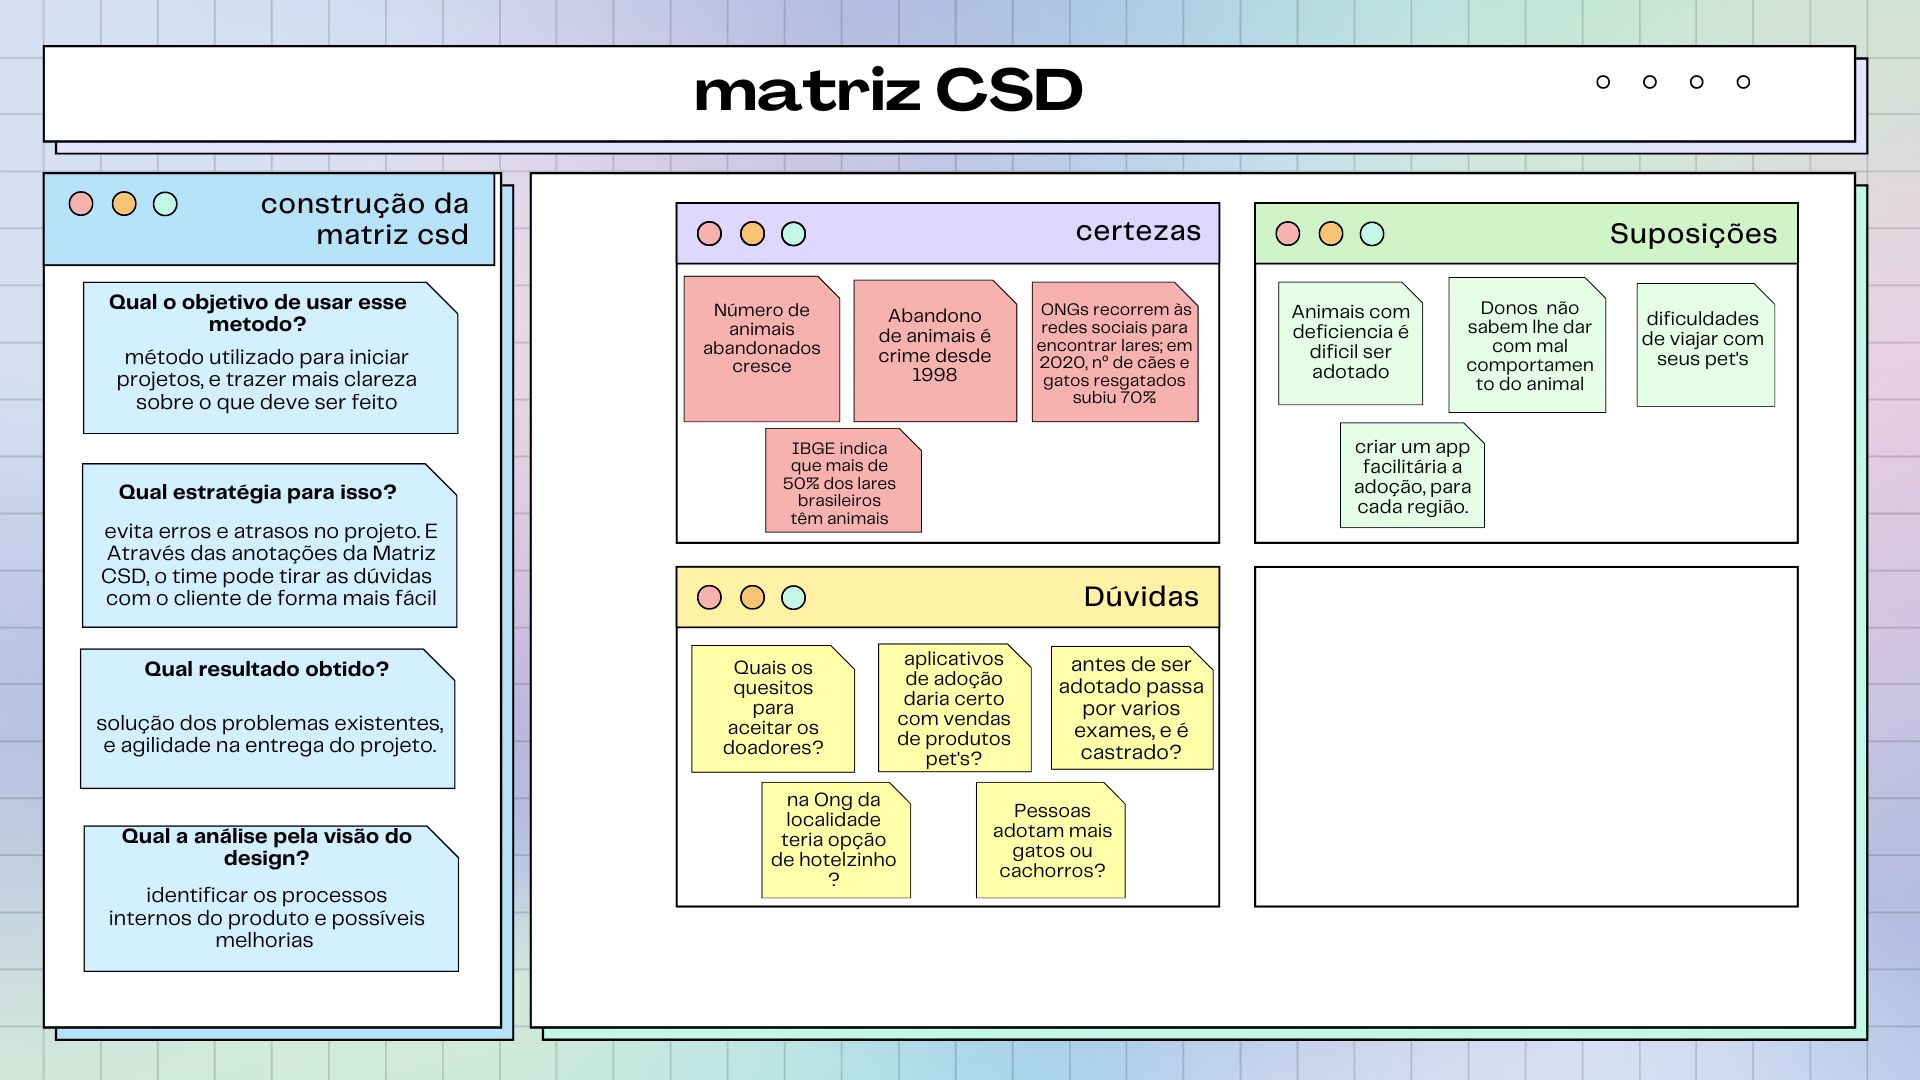 matriz CSD
construção da
matriz csd
Qual o objetivo de usar esse
metodo?
método utilizado para iniciar
projetos, e trazer mais clareza
sobre o que deve ser feito
Qual estratégia para isso?
evita erros e atrasos no projeto. E
Através das anotações da Matriz
CSD, o time pode tirar as dúvidas
com o cliente de forma mais fácil
Qual resultado obtido?
solução dos problemas existentes,
e agilidade na entrega do projeto.
Qual a análise pela visão do
design?
identificar os processos
internos do produto e possíveis
melhorias
certezas
Número de
animais
abandonados
cresce
Abandono
de animais é
crime desde
1998
ONGs recorrem às
redes sociais para
encontrar lares; em
2020, nº de cães e
gatos resgatados
subiu 70%
IBGE indica
que mais de
50% dos lares
brasileiros
têm animais
Suposições
Animais com
deficiencia é
dificil ser
adotado
Donos não
sabem lhe dar
com mal
comportamen
to do animal
dificuldades
de viajar com
seus pet's
criar um app
facilitária a
adoção, para
cada região.
Dúvidas
Quais os
quesitos
para
aceitar os
doadores?
aplicativos
de adoção
daria certo
com vendas
de produtos
pet's?
antes de ser
adotado passa
por varios
exames, e é
castrado?
na Ong da
localidade
teria opção
de hotelzinho
?
Pessoas
adotam mais
gatos ou
cachorros?